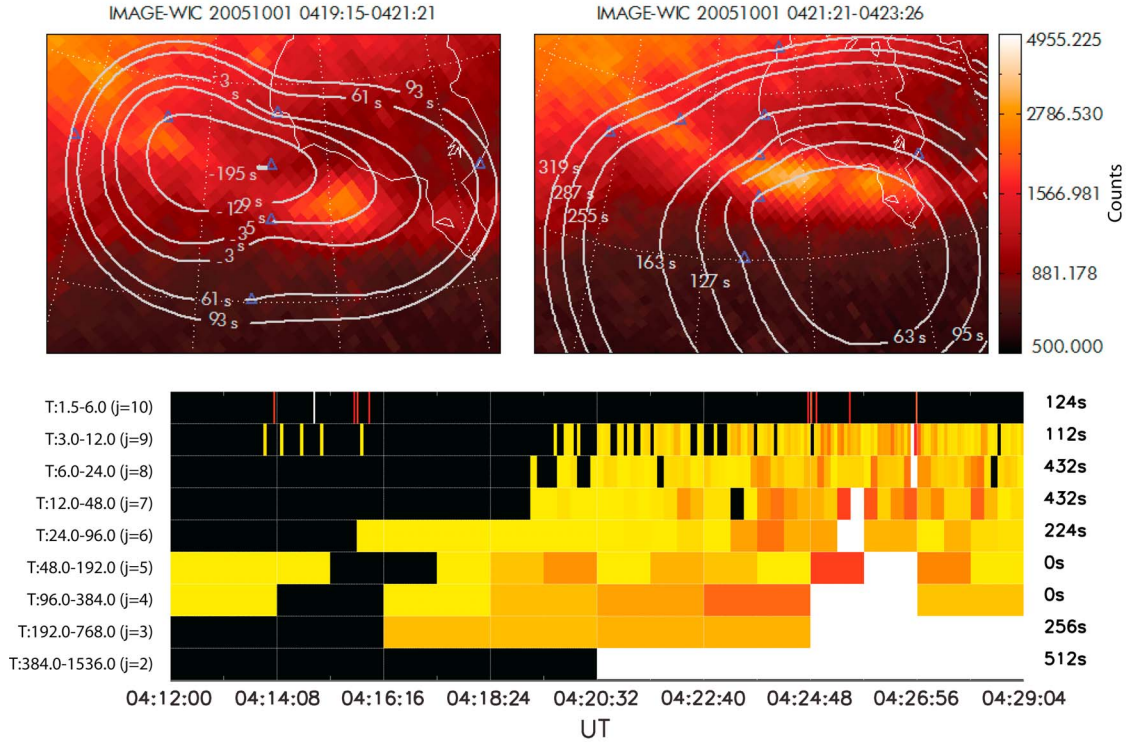 IMAGE-WIC 20051001 0419:15-0421:21
IMAGE-WIC 20051001 0421:21-0423:26
-3 s
61 s
93 s
-195 s
-129 s
-35 s
-3 s
61 s
93 s
319 s
287 s
255 s
163 s
127 s
63 s
95 s
4955.225
2786.530
1566.981
881.178
500.000
Counts
T:1.5-6.0 (j=10)
124s
T:3.0-12.0 (j=9)
112s
T:6.0-24.0 (j=8)
432s
T:12.0-48.0 (j=7)
432s
T:24.0-96.0 (j=6)
224s
T:48.0-192.0 (j=5)
0s
T:96.0-384.0 (j=4)
0s
T:192.0-768.0 (j=3)
256s
T:384.0-1536.0 (j=2)
512s
04:12:00 04:14:08 04:16:16 04:18:24 04:20:32 04:22:40 04:24:48 04:26:56 04:29:04
UT